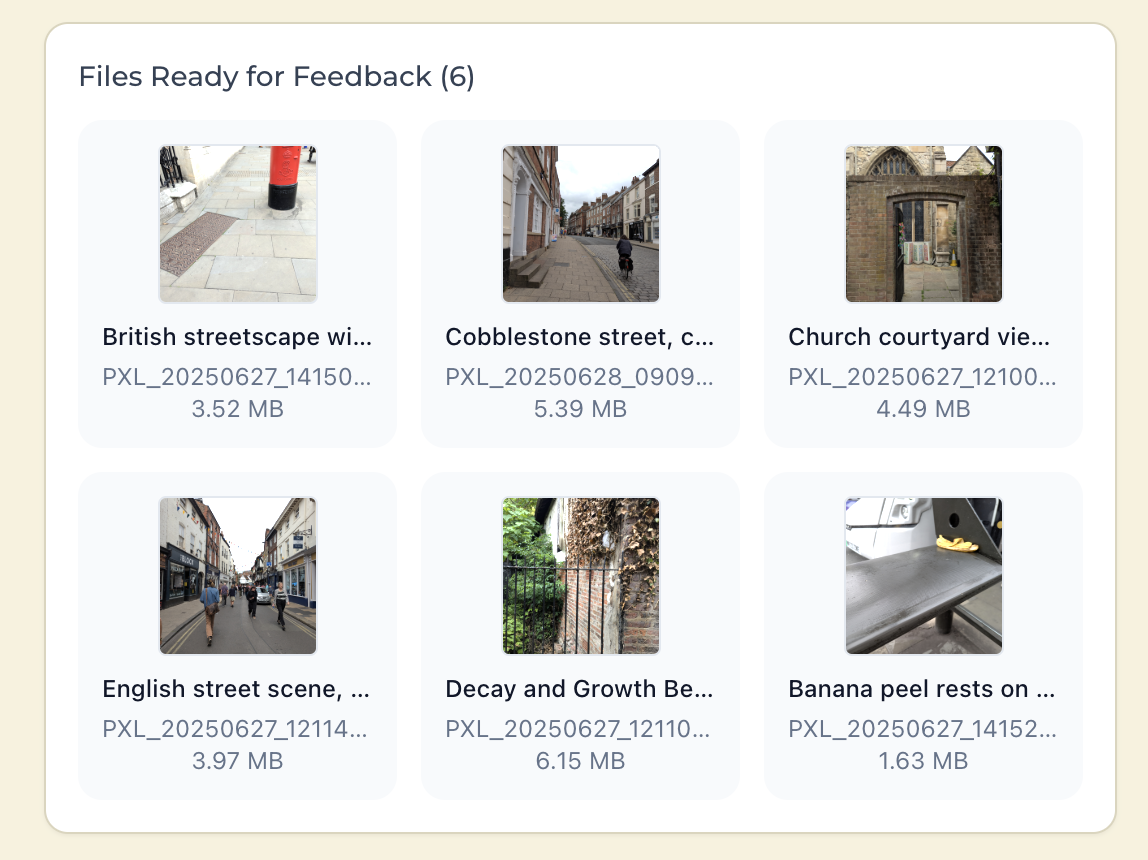 Files Ready for Feedback (6)
British streetscape wi...
PXL_20250627_14150...
3.52 MB
Cobblestone street, c...
PXL_20250628_0909...
5.39 MB
Church courtyard vie...
PXL_20250627_12100...
4.49 MB
English street scene, ...
PXL_20250627_12114...
3.97 MB
Decay and Growth Be...
PXL_20250627_12110...
6.15 MB
Banana peel rests on ...
PXL_20250627_14152...
1.63 MB